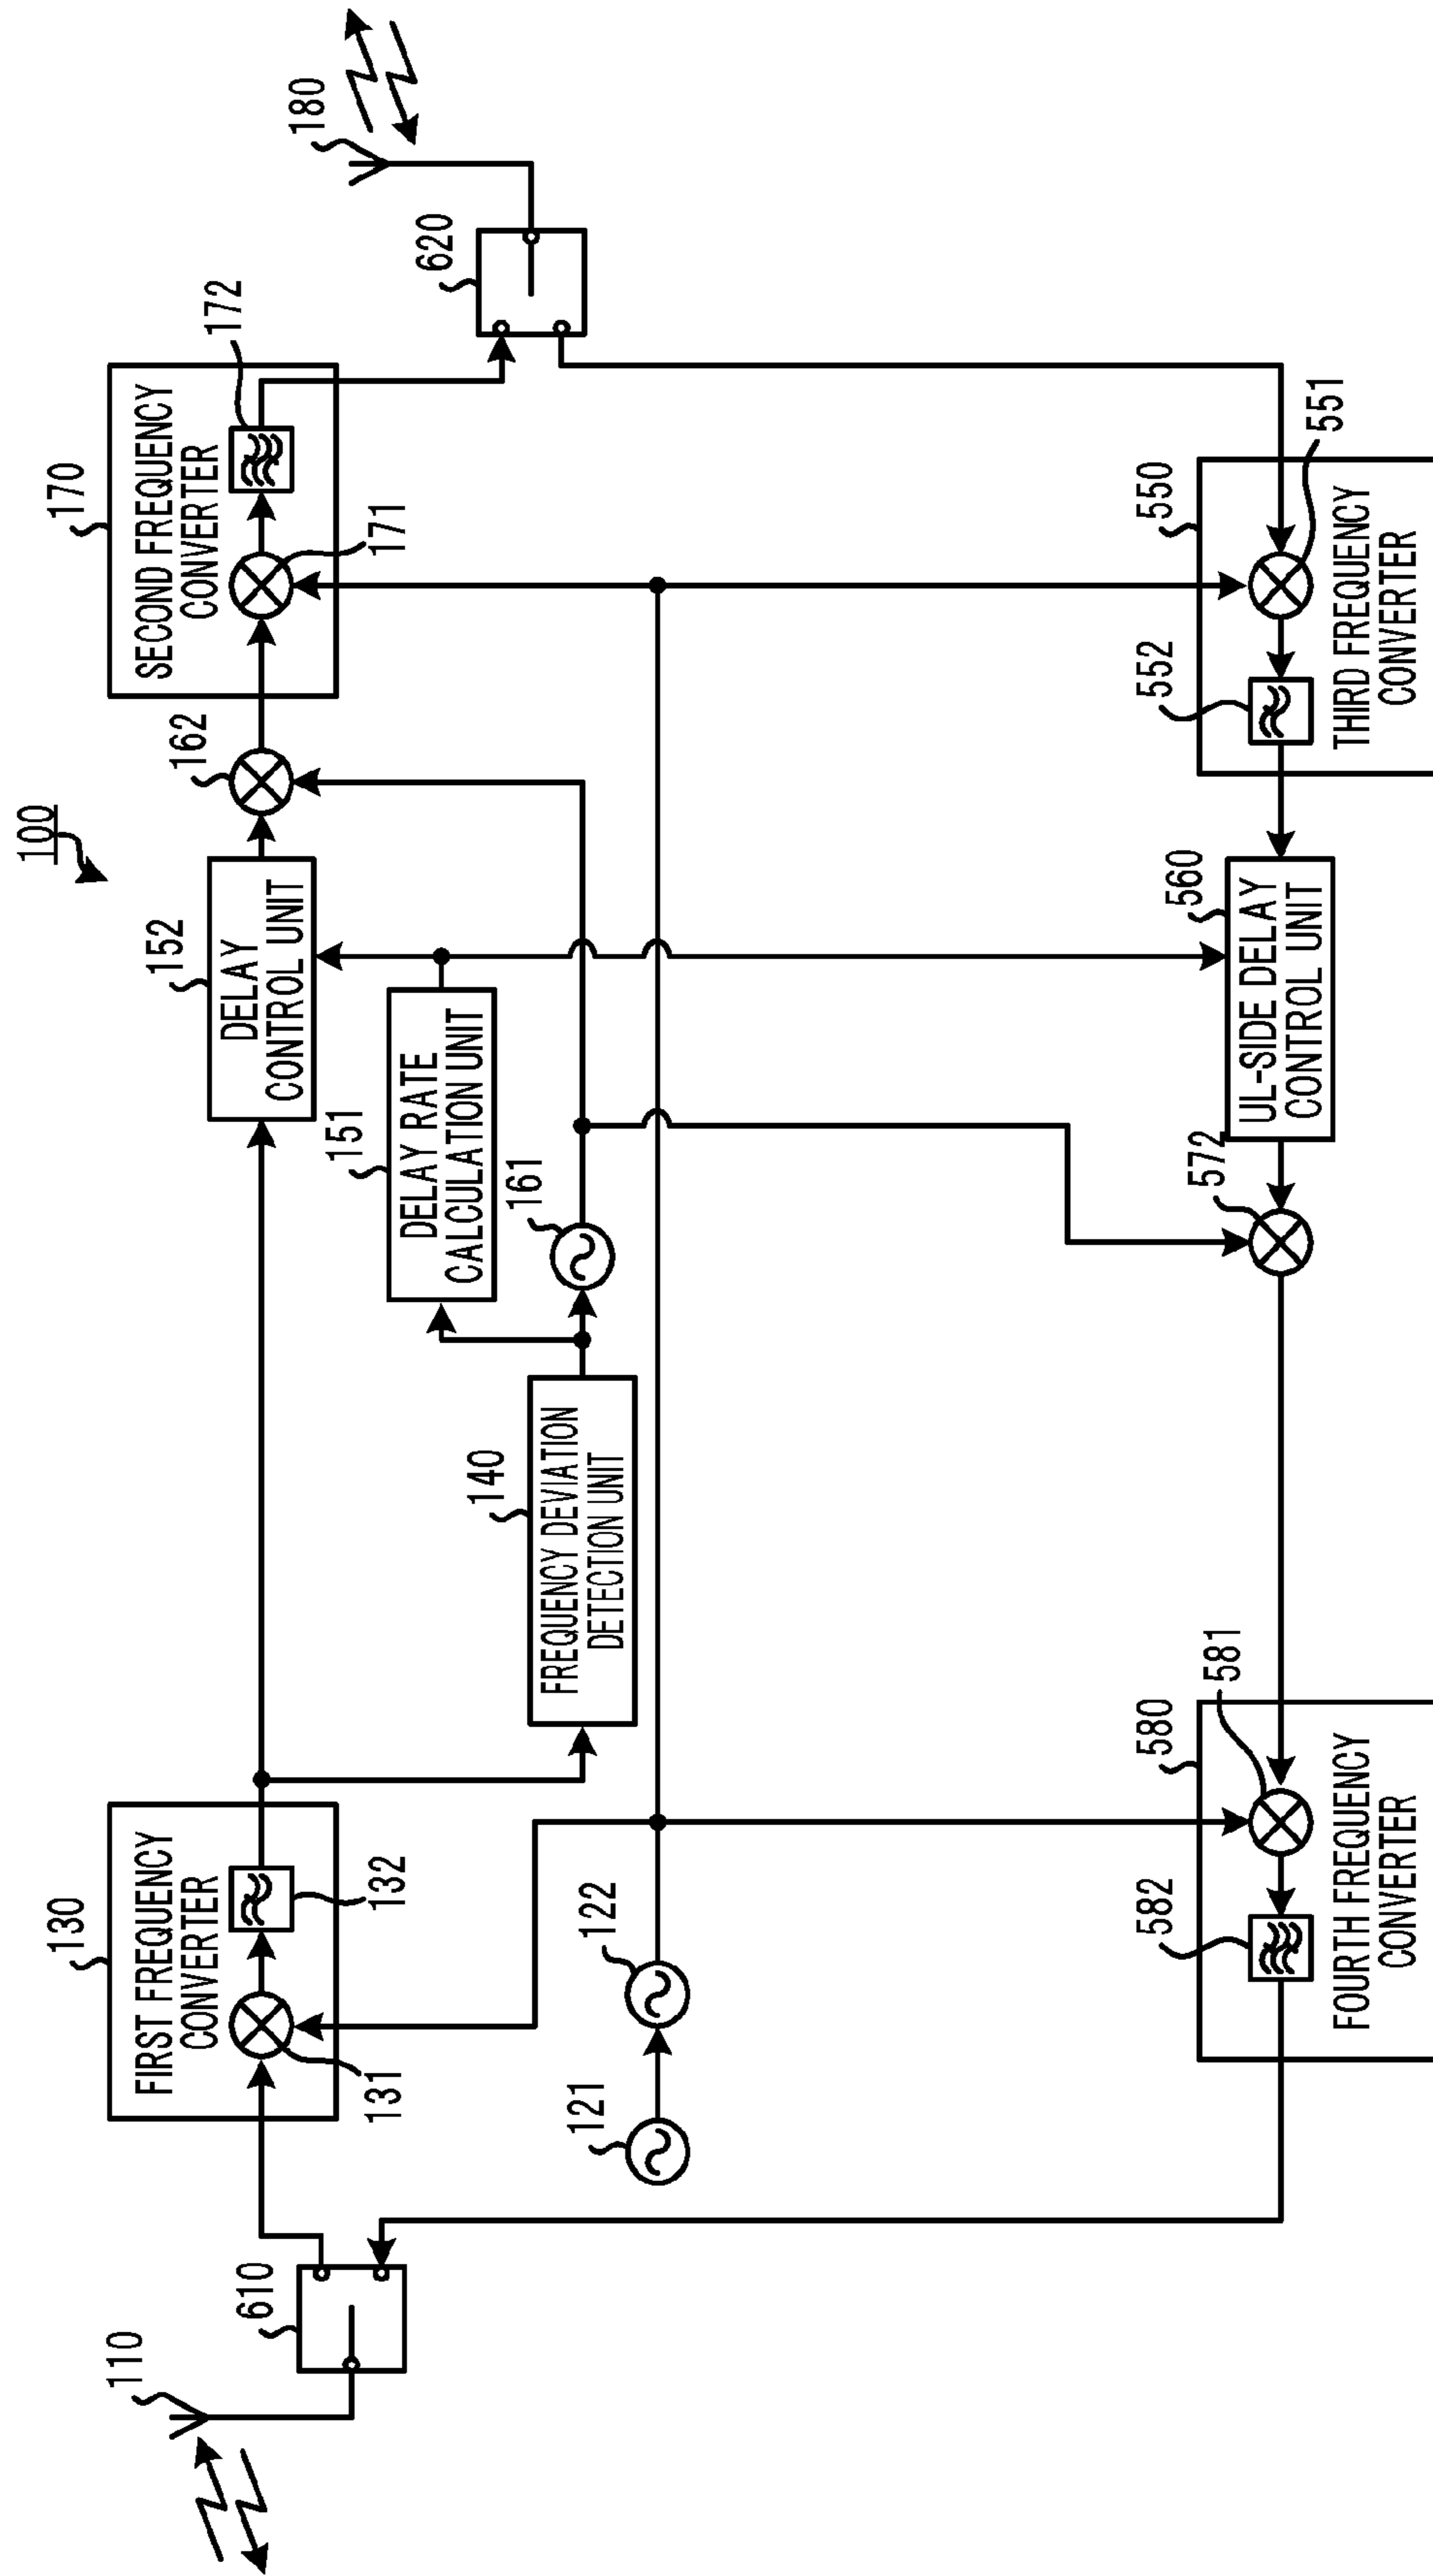 100
110
610
130
FIRST FREQUENCY
CONVERTER
131
132
152
DELAY
CONTROL UNIT
162
170
SECOND FREQUENCY
CONVERTER
171
172
180
620
151
DELAY RATE
CALCULATION UNIT
161
140
FREQUENCY DEVIATION
DETECTION UNIT
121
122
580
581
582
FOURTH FREQUENCY
CONVERTER
572
560
UL-SIDE DELAY
CONTROL UNIT
550
551
552
THIRD FREQUENCY
CONVERTER